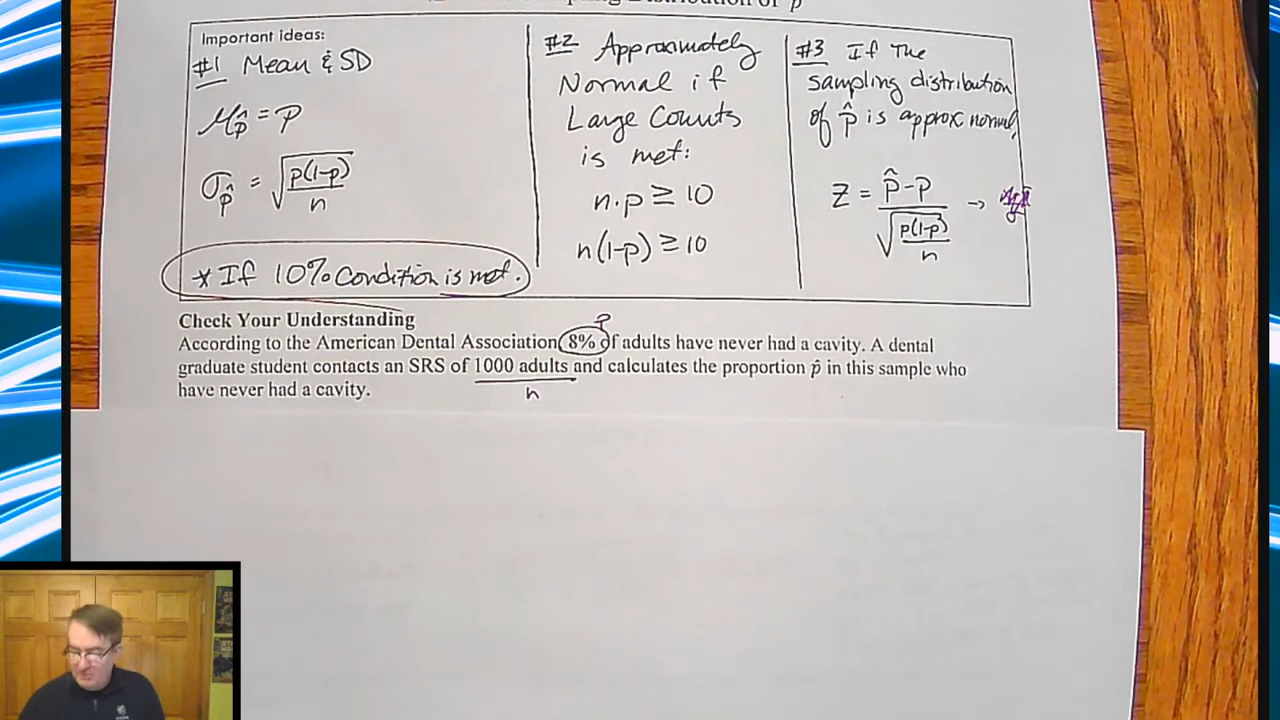 Sampling Distribution of p̂
Important ideas:
#1 Mean & SD
μp̂ = p
σp̂ = √(p(1-p)/n)
* If 10% Condition is met.
#2 Approximately
Normal if
Large Counts
is met:
n·p ≥ 10
n(1-p) ≥ 10
#3 If the
sampling distribution
of p̂ is approx normal,
Z = (p̂-p)/√(p(1-p)/n) →
Check Your Understanding
p
According to the American Dental Association 8% of adults have never had a cavity. A dental
graduate student contacts an SRS of 1000 adults and calculates the proportion p̂ in this sample who
have never had a cavity.
n